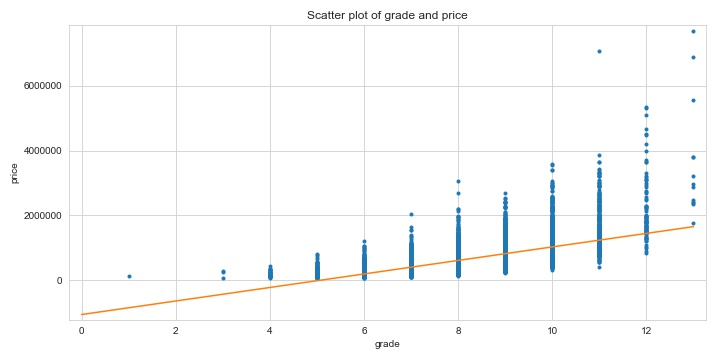 Scatter plot of grade and price
price
6000000
4000000
2000000
0
0 2 4 6 8 10 12
grade